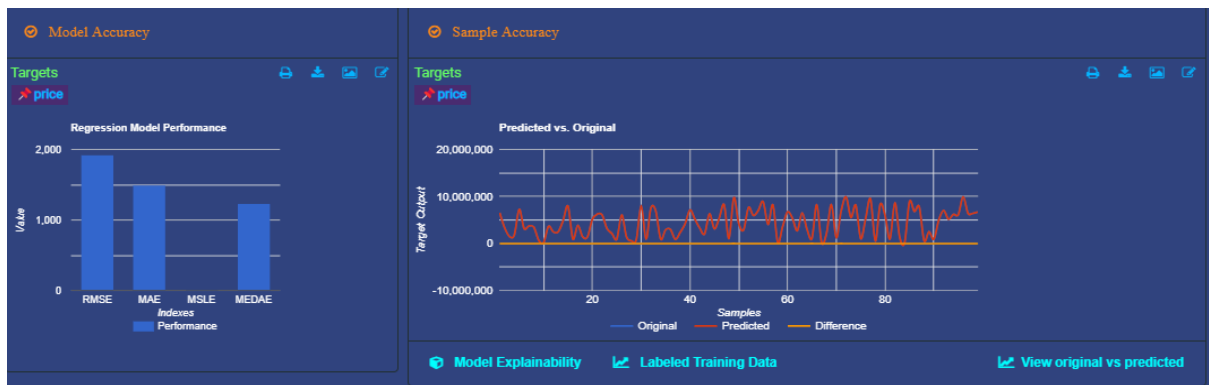 Model Accuracy
Targets
price
Regression Model Performance
2,000
1,000
0
Value
RMSE MAE MSLE MEDAE
Indexes
Performance
Sample Accuracy
Targets
price
Predicted vs. Original
20,000,000
10,000,000
0
-10,000,000
Target Output
20 40 60 80
Samples
Original Predicted Difference
Model Explainability Labeled Training Data View original vs predicted